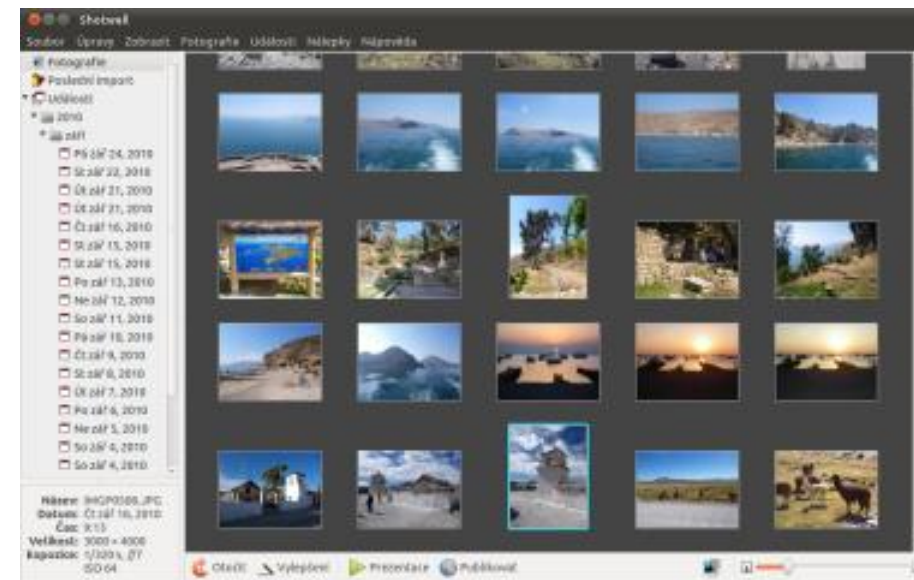 Shotwell
Soubor Úpravy Zobrazit Fotografie Události Nálepky Nápověda
Fotografie
Poslední import
Události
2010
září
Pá zář 24, 2010
St zář 22, 2010
Út zář 21, 2010
Út zář 21, 2010
Čt zář 16, 2010
St zář 15, 2010
St zář 15, 2010
Po zář 13, 2010
Ne zář 12, 2010
So zář 11, 2010
Pá zář 10, 2010
Čt zář 9, 2010
St zář 8, 2010
Út zář 7, 2010
Po zář 6, 2010
Ne zář 5, 2010
So zář 4, 2010
So zář 4, 2010
Název:
Datum: Čt zář 16, 2010
Čas: 9:13
Velikost: 3000 × 4000
Expozice: 1/320 s, f/7
ISO 64
Otočit Vylepšení Prezentace Publikovat